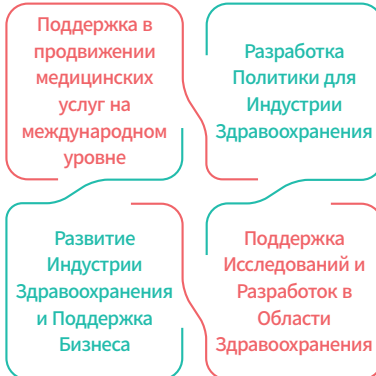 Поддержка в
продвижении
медицинских
услуг на
международном
уровне
Разработка
Политики для
Индустрии
Здравоохранения
Развитие
Индустрии
Здравоохранения
и Поддержка
Бизнеса
Поддержка
Исследований и
Разработок в
Области
Здравоохранения